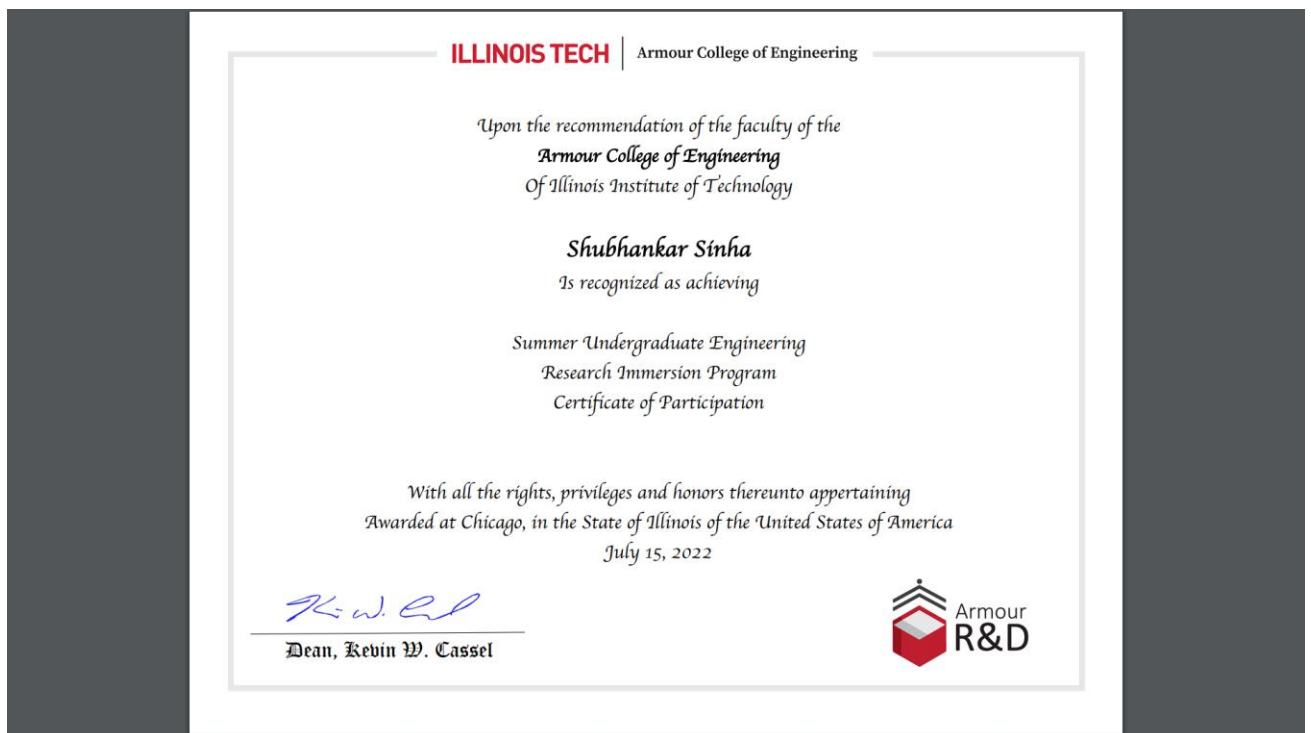 ILLINOIS TECH | Armour College of Engineering
Upon the recommendation of the faculty of the
Armour College of Engineering
Of Illinois Institute of Technology
Shubhankar Sinha
Is recognized as achieving
Summer Undergraduate Engineering
Research Immersion Program
Certificate of Participation
With all the rights, privileges and honors thereunto appertaining
Awarded at Chicago, in the State of Illinois of the United States of America
July 15, 2022
Dean, Kevin W. Cassel
Armour
R&D